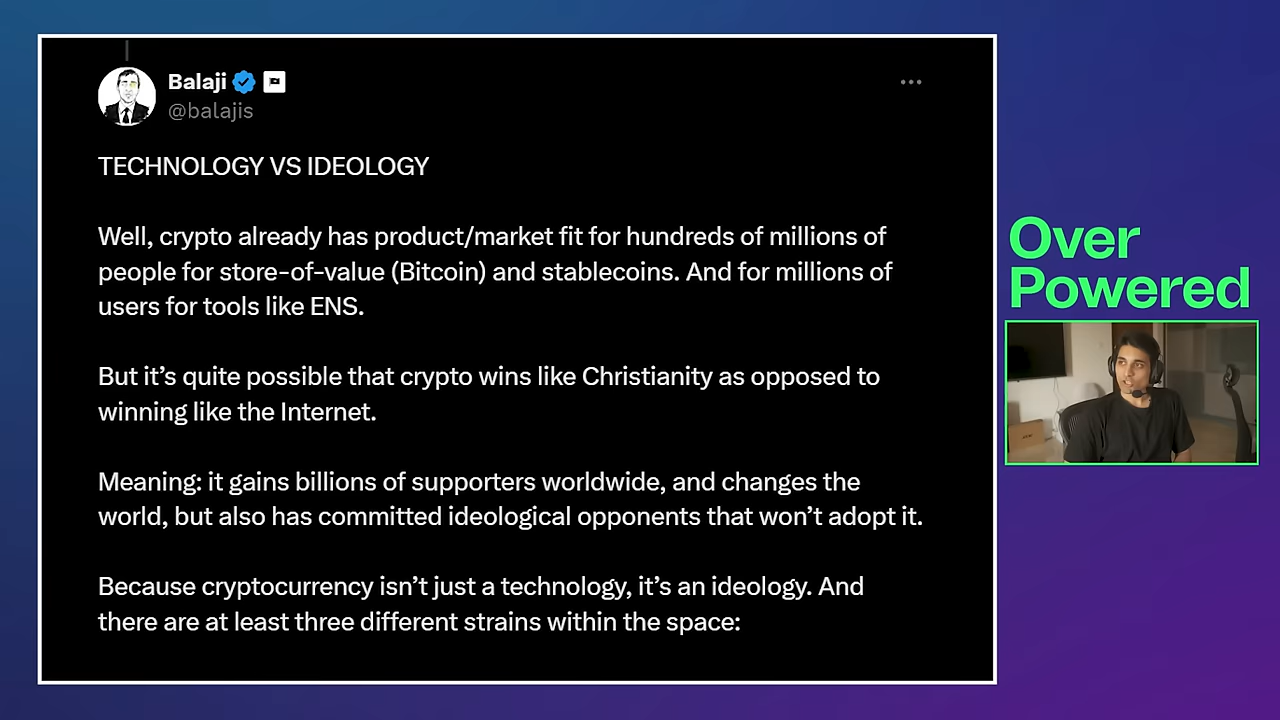 Balaji
@balajis
TECHNOLOGY VS IDEOLOGY
Well, crypto already has product/market fit for hundreds of millions of
people for store-of-value (Bitcoin) and stablecoins. And for millions of
users for tools like ENS.
But it’s quite possible that crypto wins like Christianity as opposed to
winning like the Internet.
Meaning: it gains billions of supporters worldwide, and changes the
world, but also has committed ideological opponents that won’t adopt it.
Because cryptocurrency isn’t just a technology, it’s an ideology. And
there are at least three different strains within the space:
Over
Powered